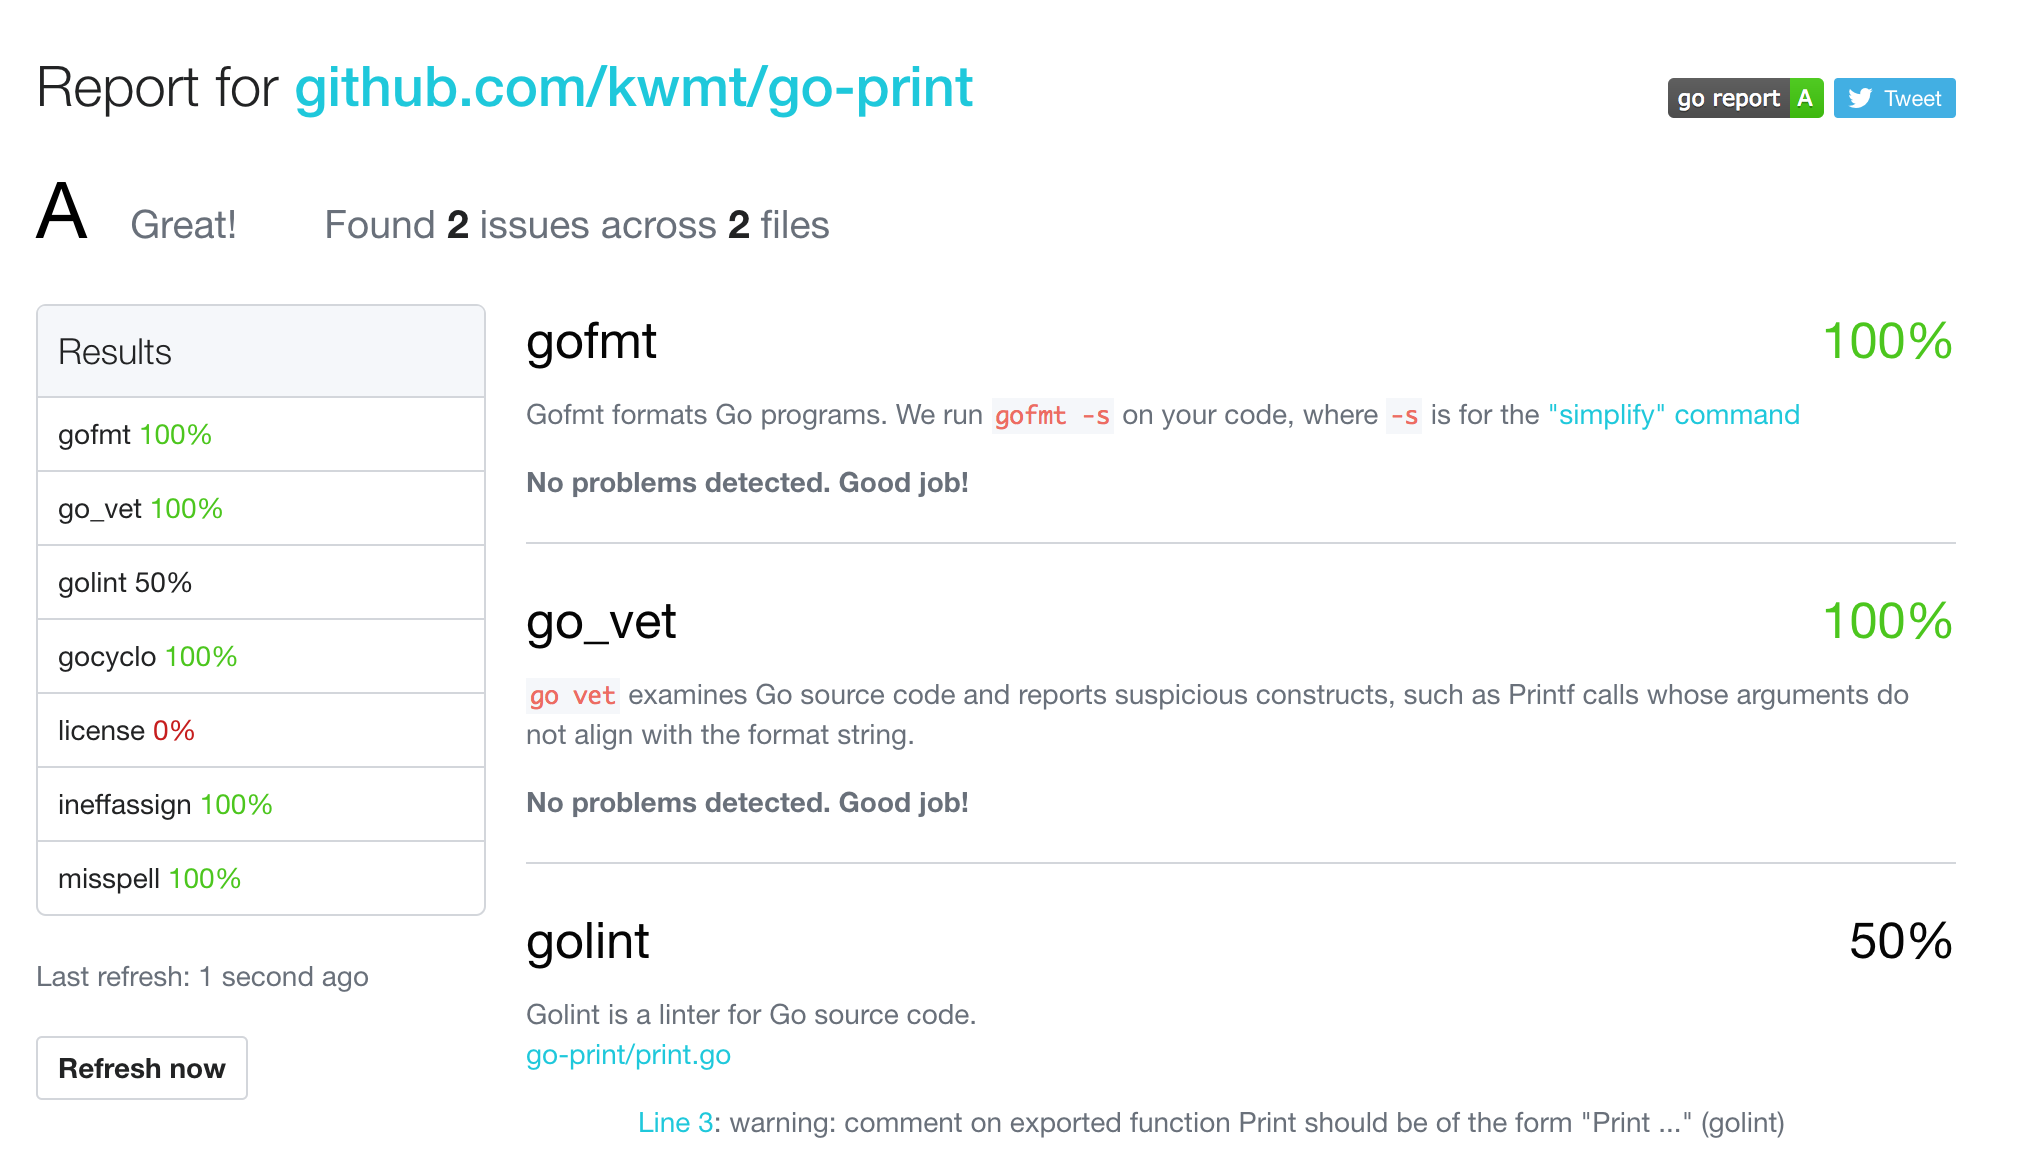 Report for github.com/kwmt/go-print
go report A
Tweet
A Great! Found 2 issues across 2 files
Results
gofmt 100%
go_vet 100%
golint 50%
gocyclo 100%
license 0%
ineffassign 100%
misspell 100%
Last refresh: 1 second ago
Refresh now
gofmt 100%
Gofmt formats Go programs. We run gofmt -s on your code, where -s is for the "simplify" command
No problems detected. Good job!
go_vet 100%
go vet examines Go source code and reports suspicious constructs, such as Printf calls whose arguments do
not align with the format string.
No problems detected. Good job!
golint 50%
Golint is a linter for Go source code.
go-print/print.go
Line 3: warning: comment on exported function Print should be of the form "Print ..." (golint)